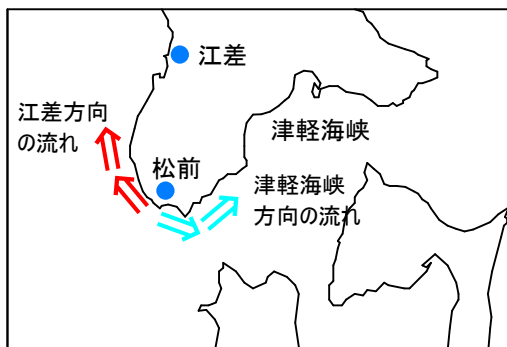 江差
江差方向
の流れ
津軽海峡
松前
津軽海峡
方向の流れ